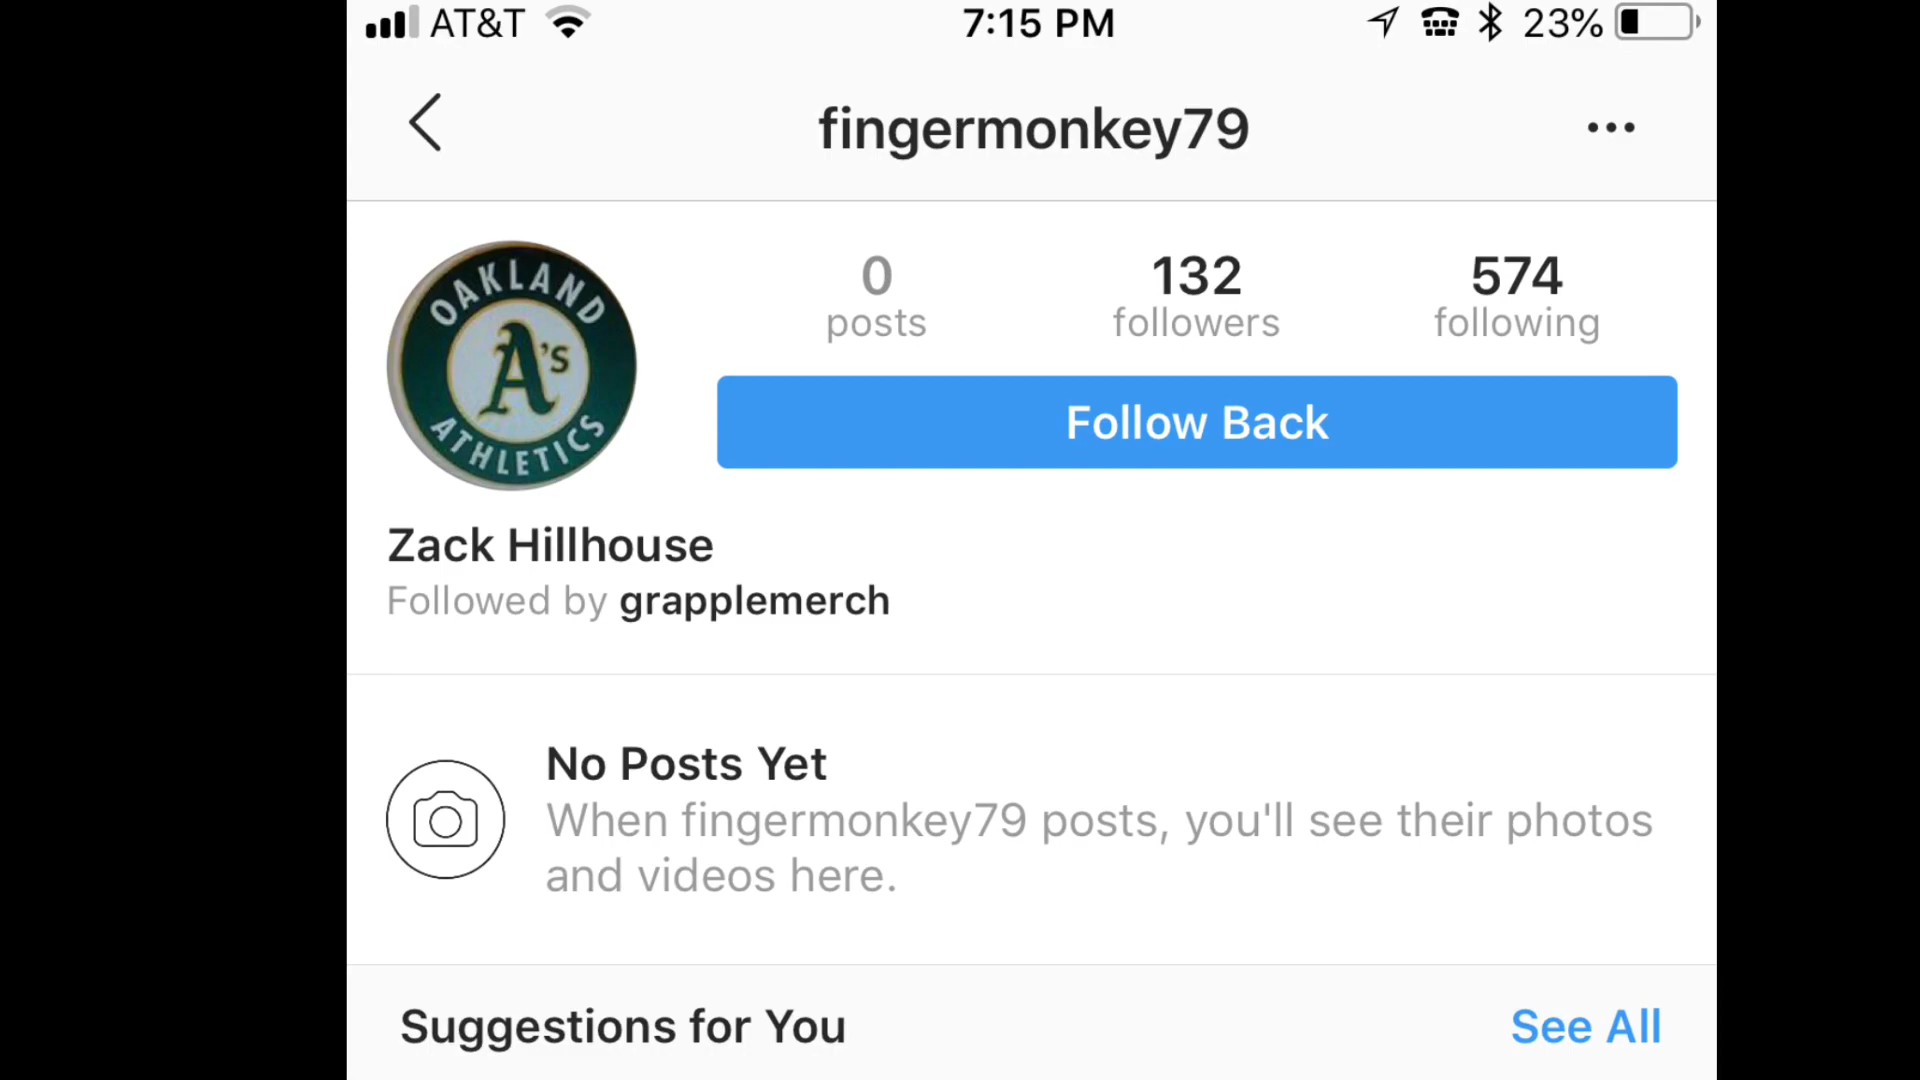 AT&T 7:15 PM 23%
fingermonkey79
OAKLAND
A's
ATHLETICS
0 132 574
posts followers following
Follow Back
Zack Hillhouse
Followed by grapplemerch
No Posts Yet
When fingermonkey79 posts, you'll see their photos
and videos here.
Suggestions for You See All